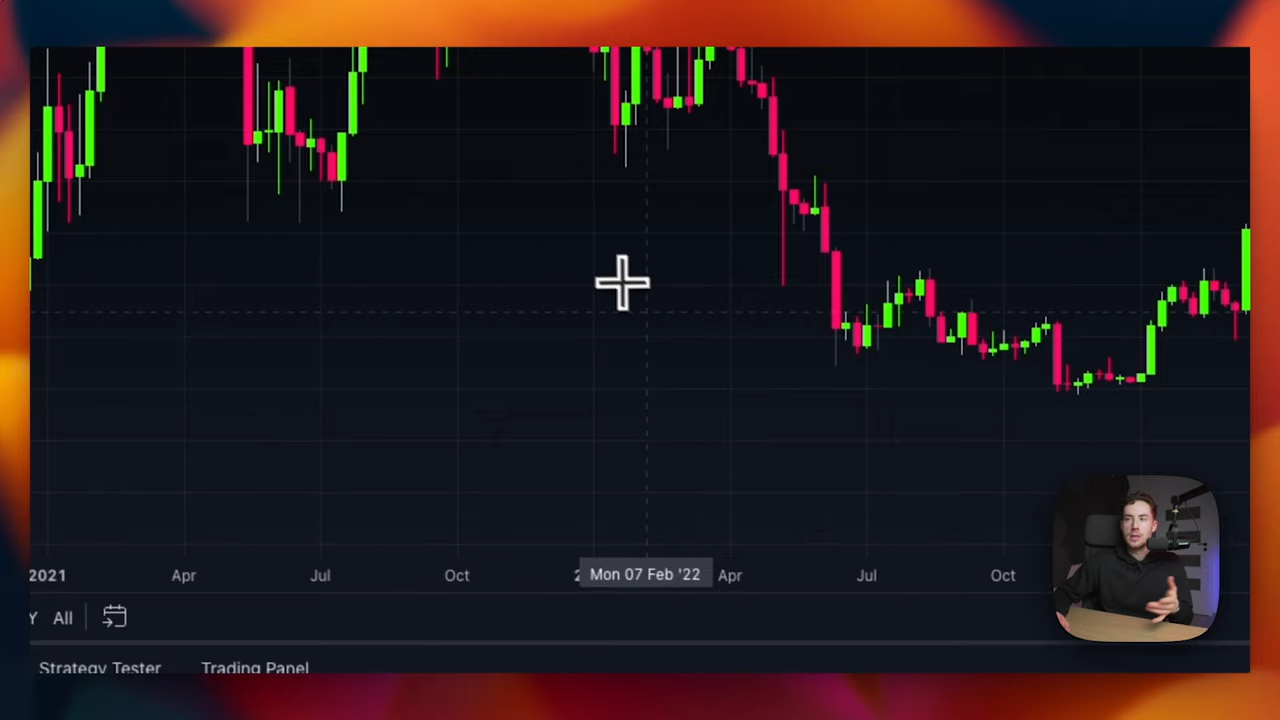 2021 Apr Jul Oct Mon 07 Feb '22 Apr Jul Oct
Y All
Strategy Tester Trading Panel